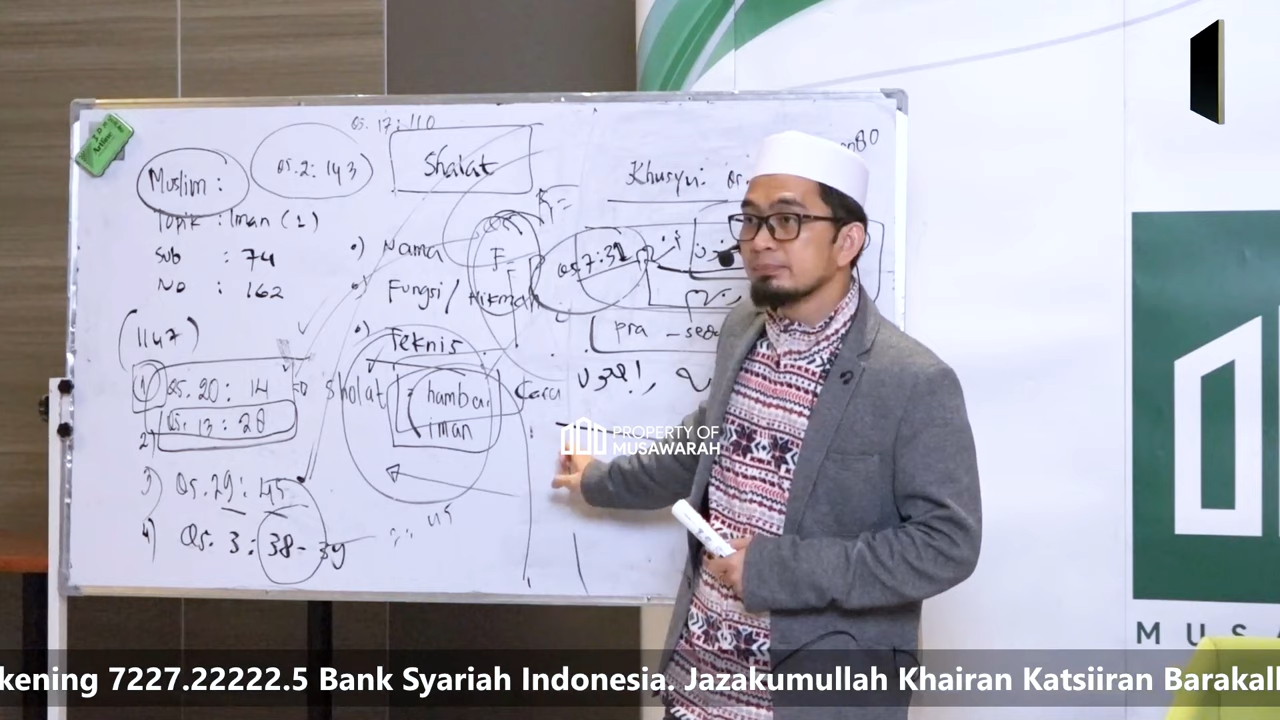 Qs. 17:110
Shalat
Muslim :
Qs. 2: 143
Topik : Iman (1)
Sub : 74
No : 162
(1147)
1) Qs. 20: 14
2) Qs. 13: 28
3) Qs. 29: 45
4) Qs. 3: 38-39
•) Nama
•) Fungsi/Hikmah
•) Teknis
F
Sholat
hamba
iman
Cara
Khusyu: Qs.
Qs 7:31
pra -
PROPERTY OF
MUSAWARAH
MUSA
kening 7227.22222.5 Bank Syariah Indonesia. Jazakumullah Khairan Katsiiran Barakall